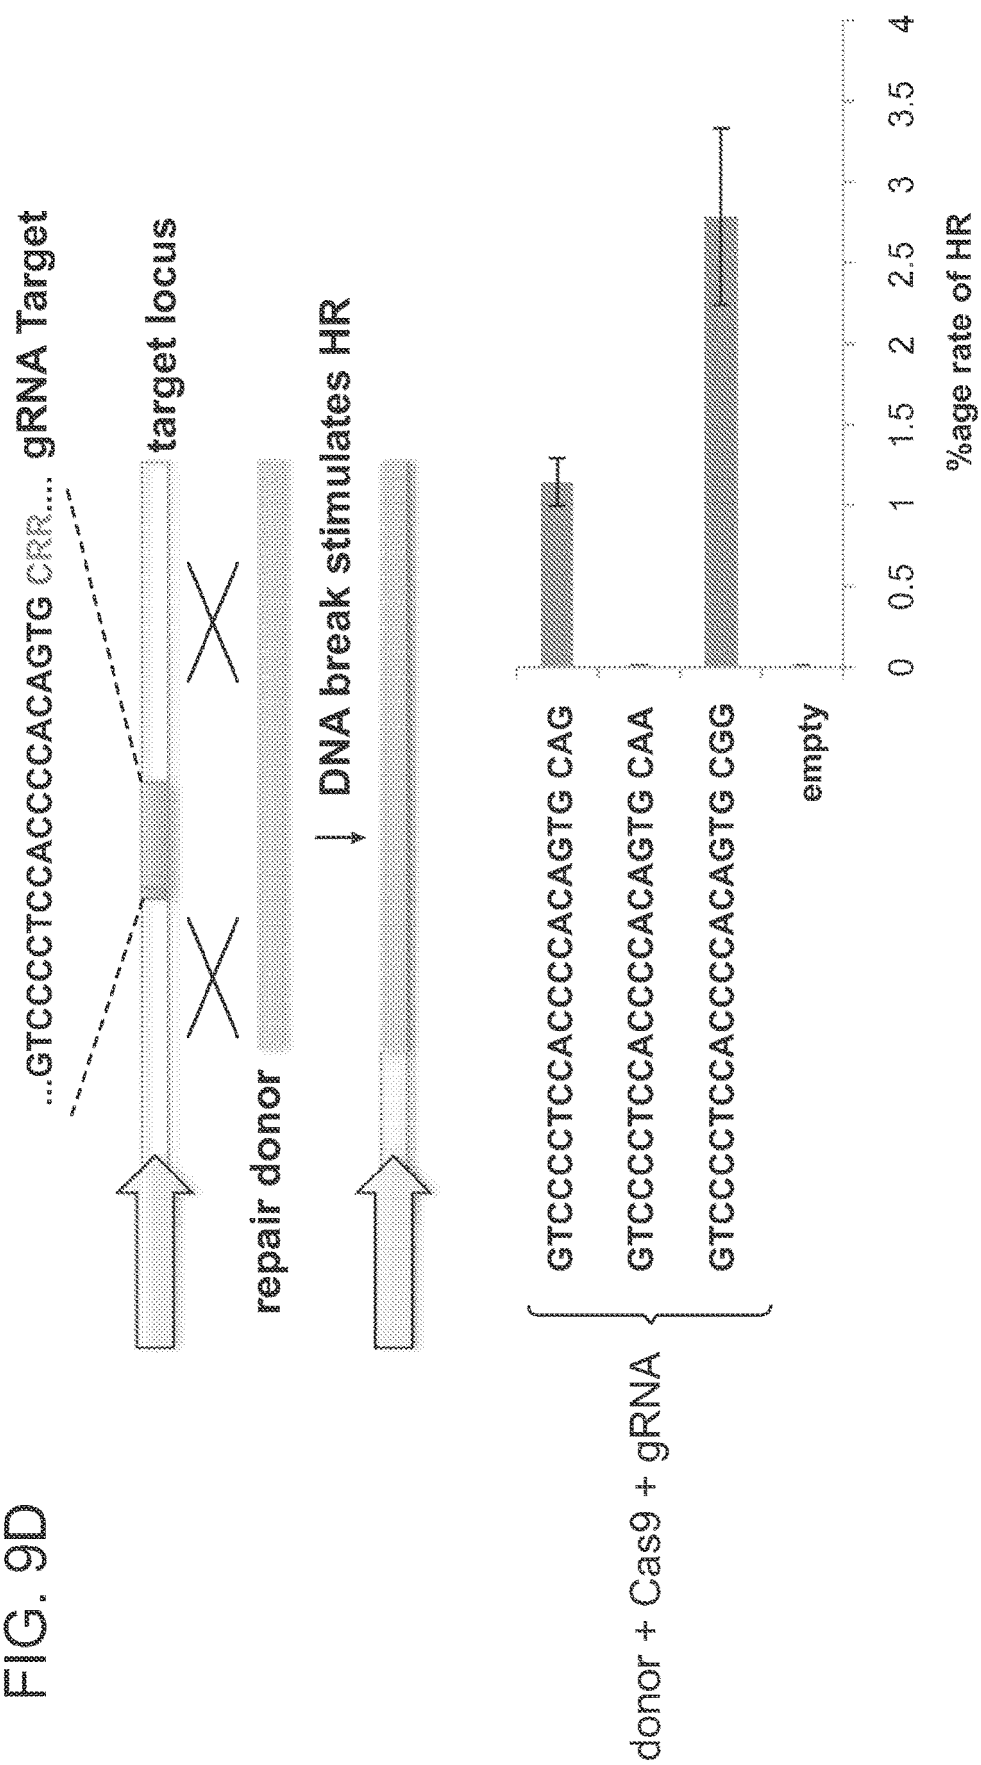 FIG. 9D
...GTCCCCTCCACCCCACAGTG CRR.... gRNA Target
target locus
repair donor
DNA break stimulates HR
donor + Cas9 + gRNA
GTCCCCTCCACCCCACAGTG CAG
GTCCCCTCCACCCCACAGTG CAA
GTCCCCTCCACCCCACAGTG CGG
empty
0 0.5 1 1.5 2 2.5 3 3.5 4
%age rate of HR